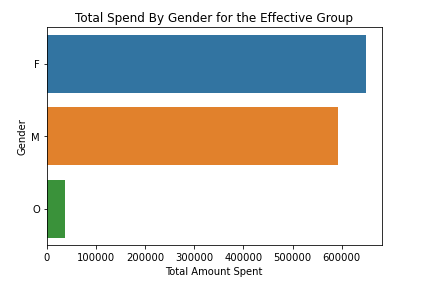 Total Spend By Gender for the Effective Group
F
M
O
Gender
0 100000 200000 300000 400000 500000 600000
Total Amount Spent